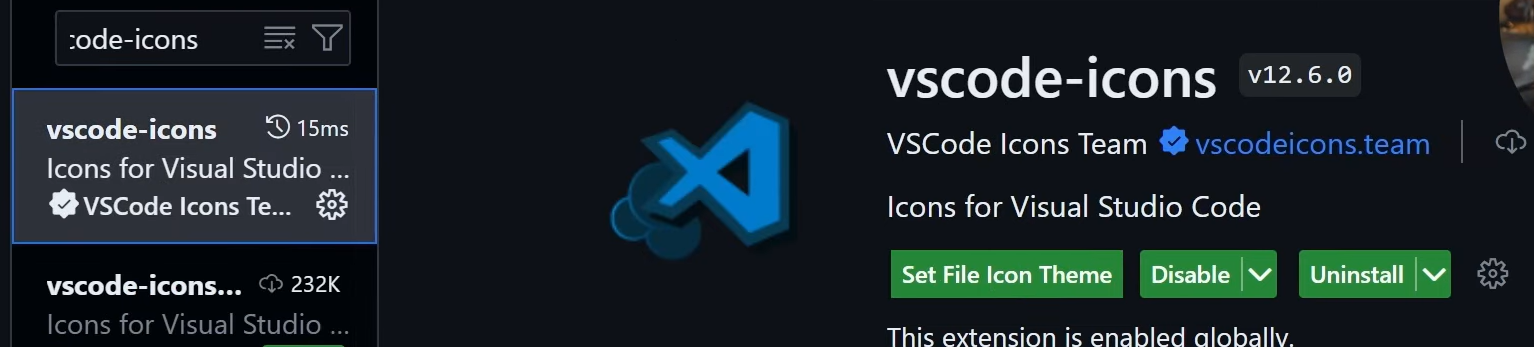 code-icons
vscode-icons 15ms
Icons for Visual Studio ...
VSCode Icons Te...
vscode-icons... 232K
Icons for Visual Studio ...
vscode-icons v12.6.0
VSCode Icons Team vscodeicons.team
Icons for Visual Studio Code
Set File Icon Theme Disable Uninstall
This extension is enabled globally.